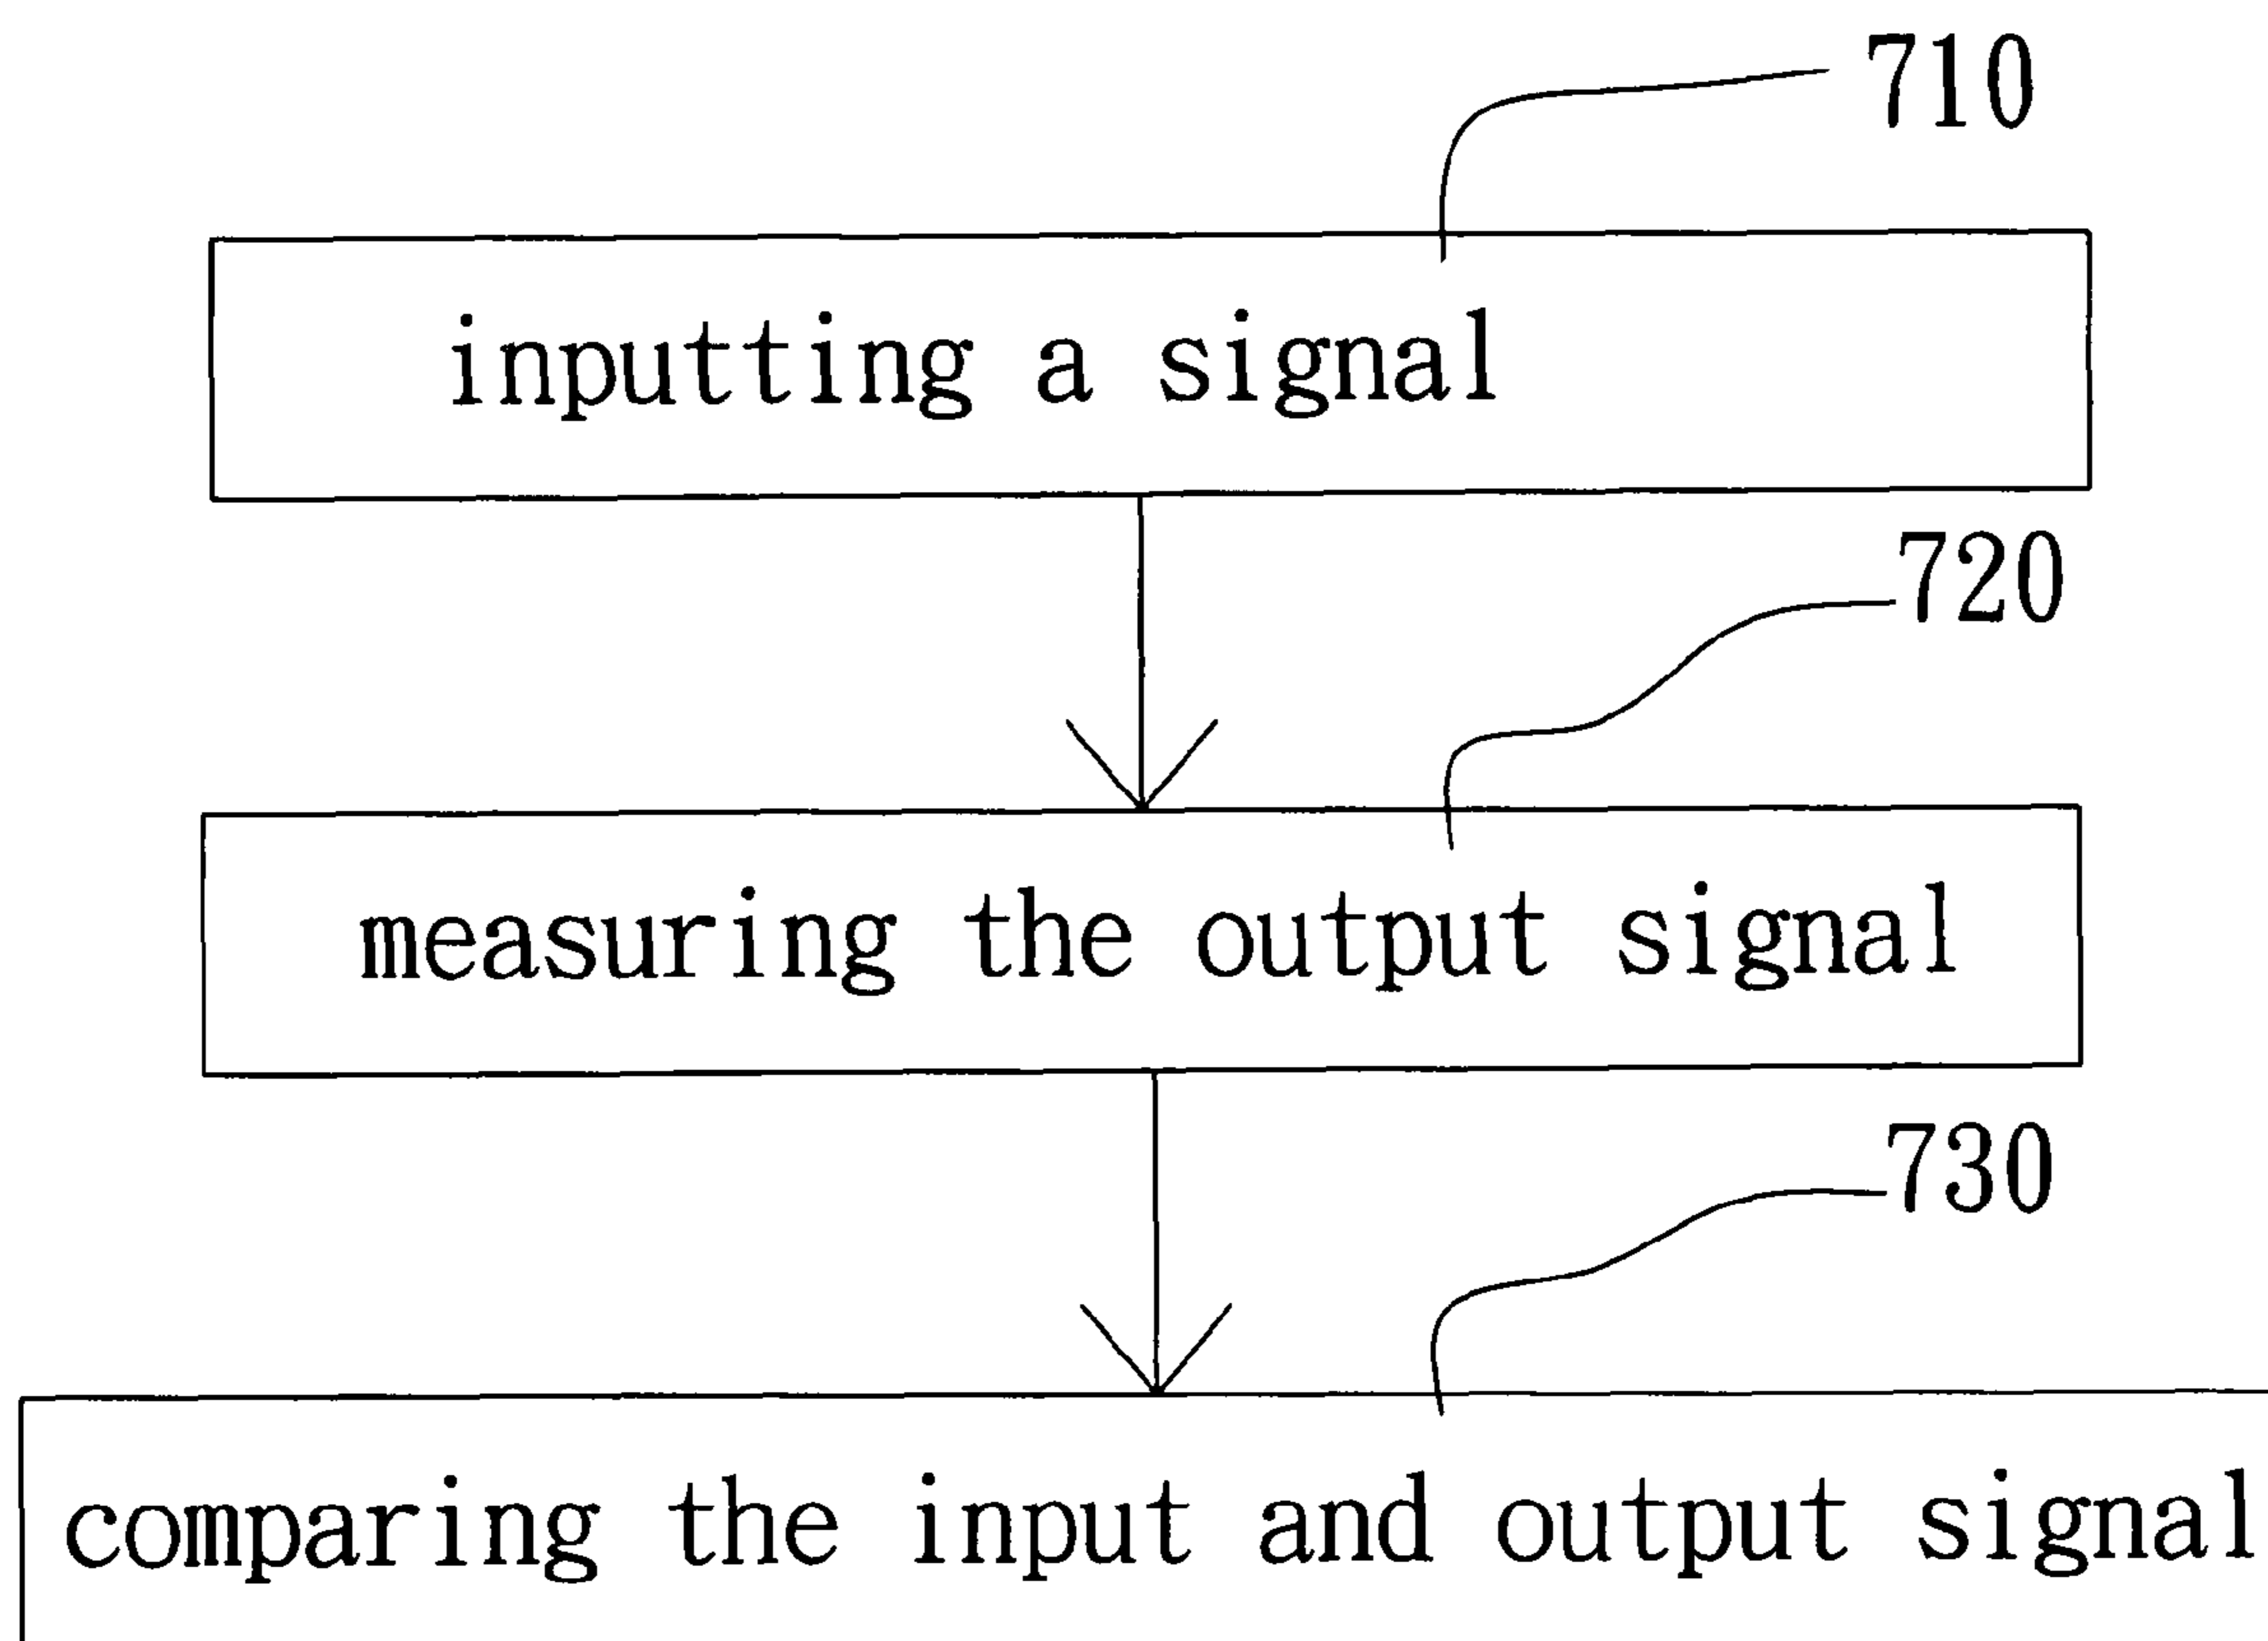 710
inputting a signal
720
measuring the output signal
730
comparing the input and output signal